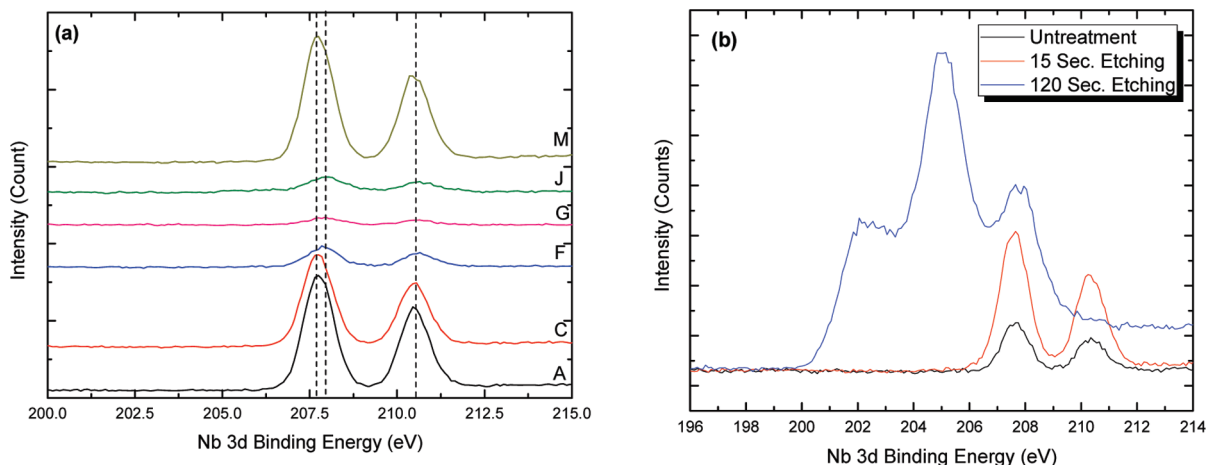 (a)
M
J
G
F
C
A
Intensity (Count)
200.0 202.5 205.0 207.5 210.0 212.5 215.0
Nb 3d Binding Energy (eV)
(b)
Untreatment
15 Sec. Etching
120 Sec. Etching
Intensity (Counts)
196 198 200 202 204 206 208 210 212 214
Nb 3d Binding Energy (eV)